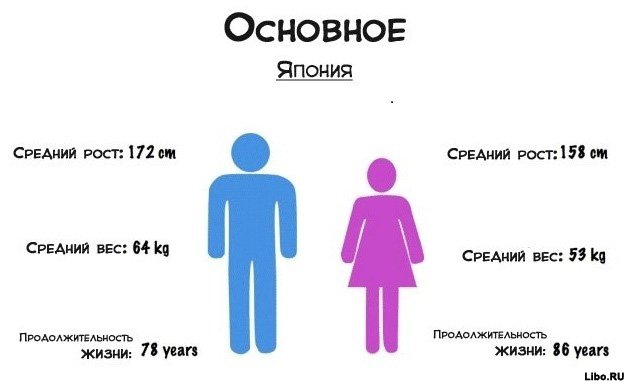 Основное
Япония
Средний рост: 172 cm
Средний рост: 158 cm
Средний вес: 64 kg
Средний вес: 53 kg
Продолжительность
жизни: 78 years
Продолжительность
жизни: 86 years
Libo.RU